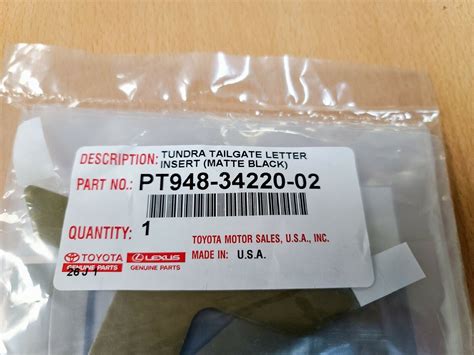 DESCRIPTION: TUNDRA TAILGATE LETTER
INSERT (MATTE BLACK)
PART NO.: PT948-34220-02
QUANTITY: 1
TOYOTA MOTOR SALES, U.S.A., INC.
TOYOTA LEXUS
GENUINE PARTS GENUINE PARTS
MADE IN: U.S.A.